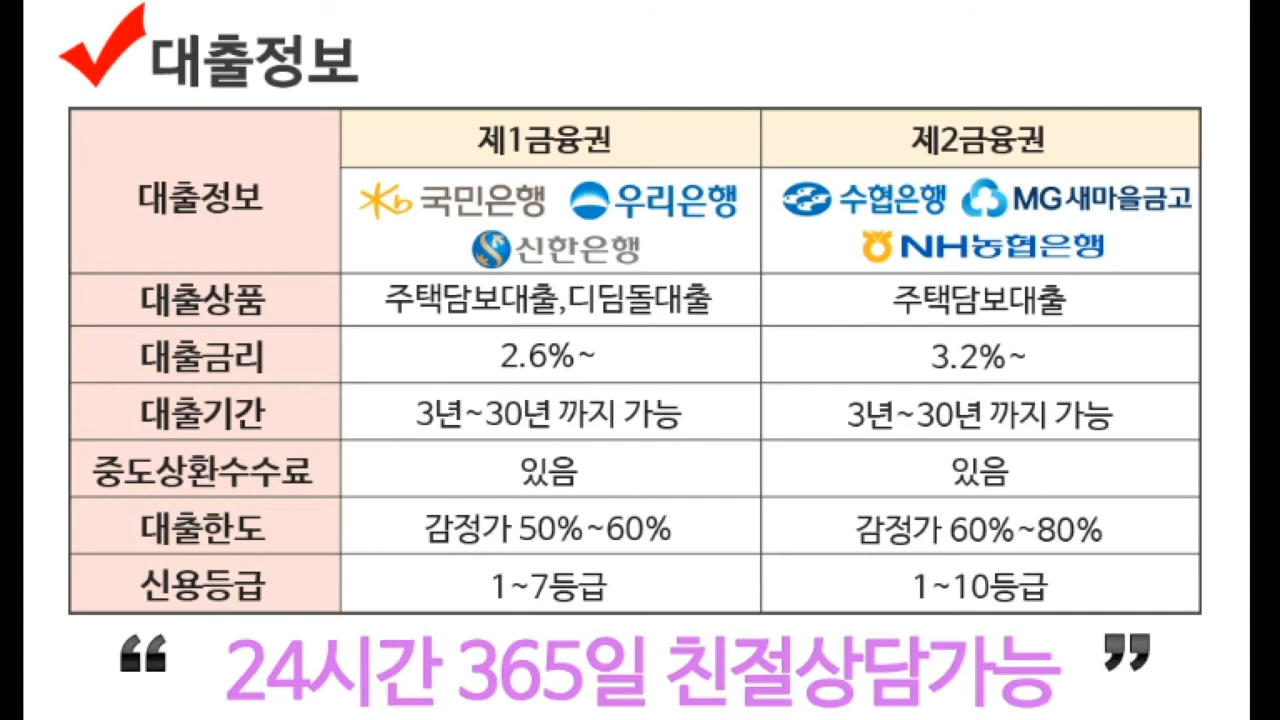 대출정보
대출정보 제1금융권 제2금융권
Kb 국민은행 우리은행 수협은행 MG새마을금고
신한은행 NH농협은행
대출상품 주택담보대출,디딤돌대출 주택담보대출
대출금리 2.6%~ 3.2%~
대출기간 3년~30년 까지 가능 3년~30년 까지 가능
중도상환수수료 있음 있음
대출한도 감정가 50%~60% 감정가 60%~80%
신용등급 1~7등급 1~10등급
“ 24시간 365일 친절상담가능 ”